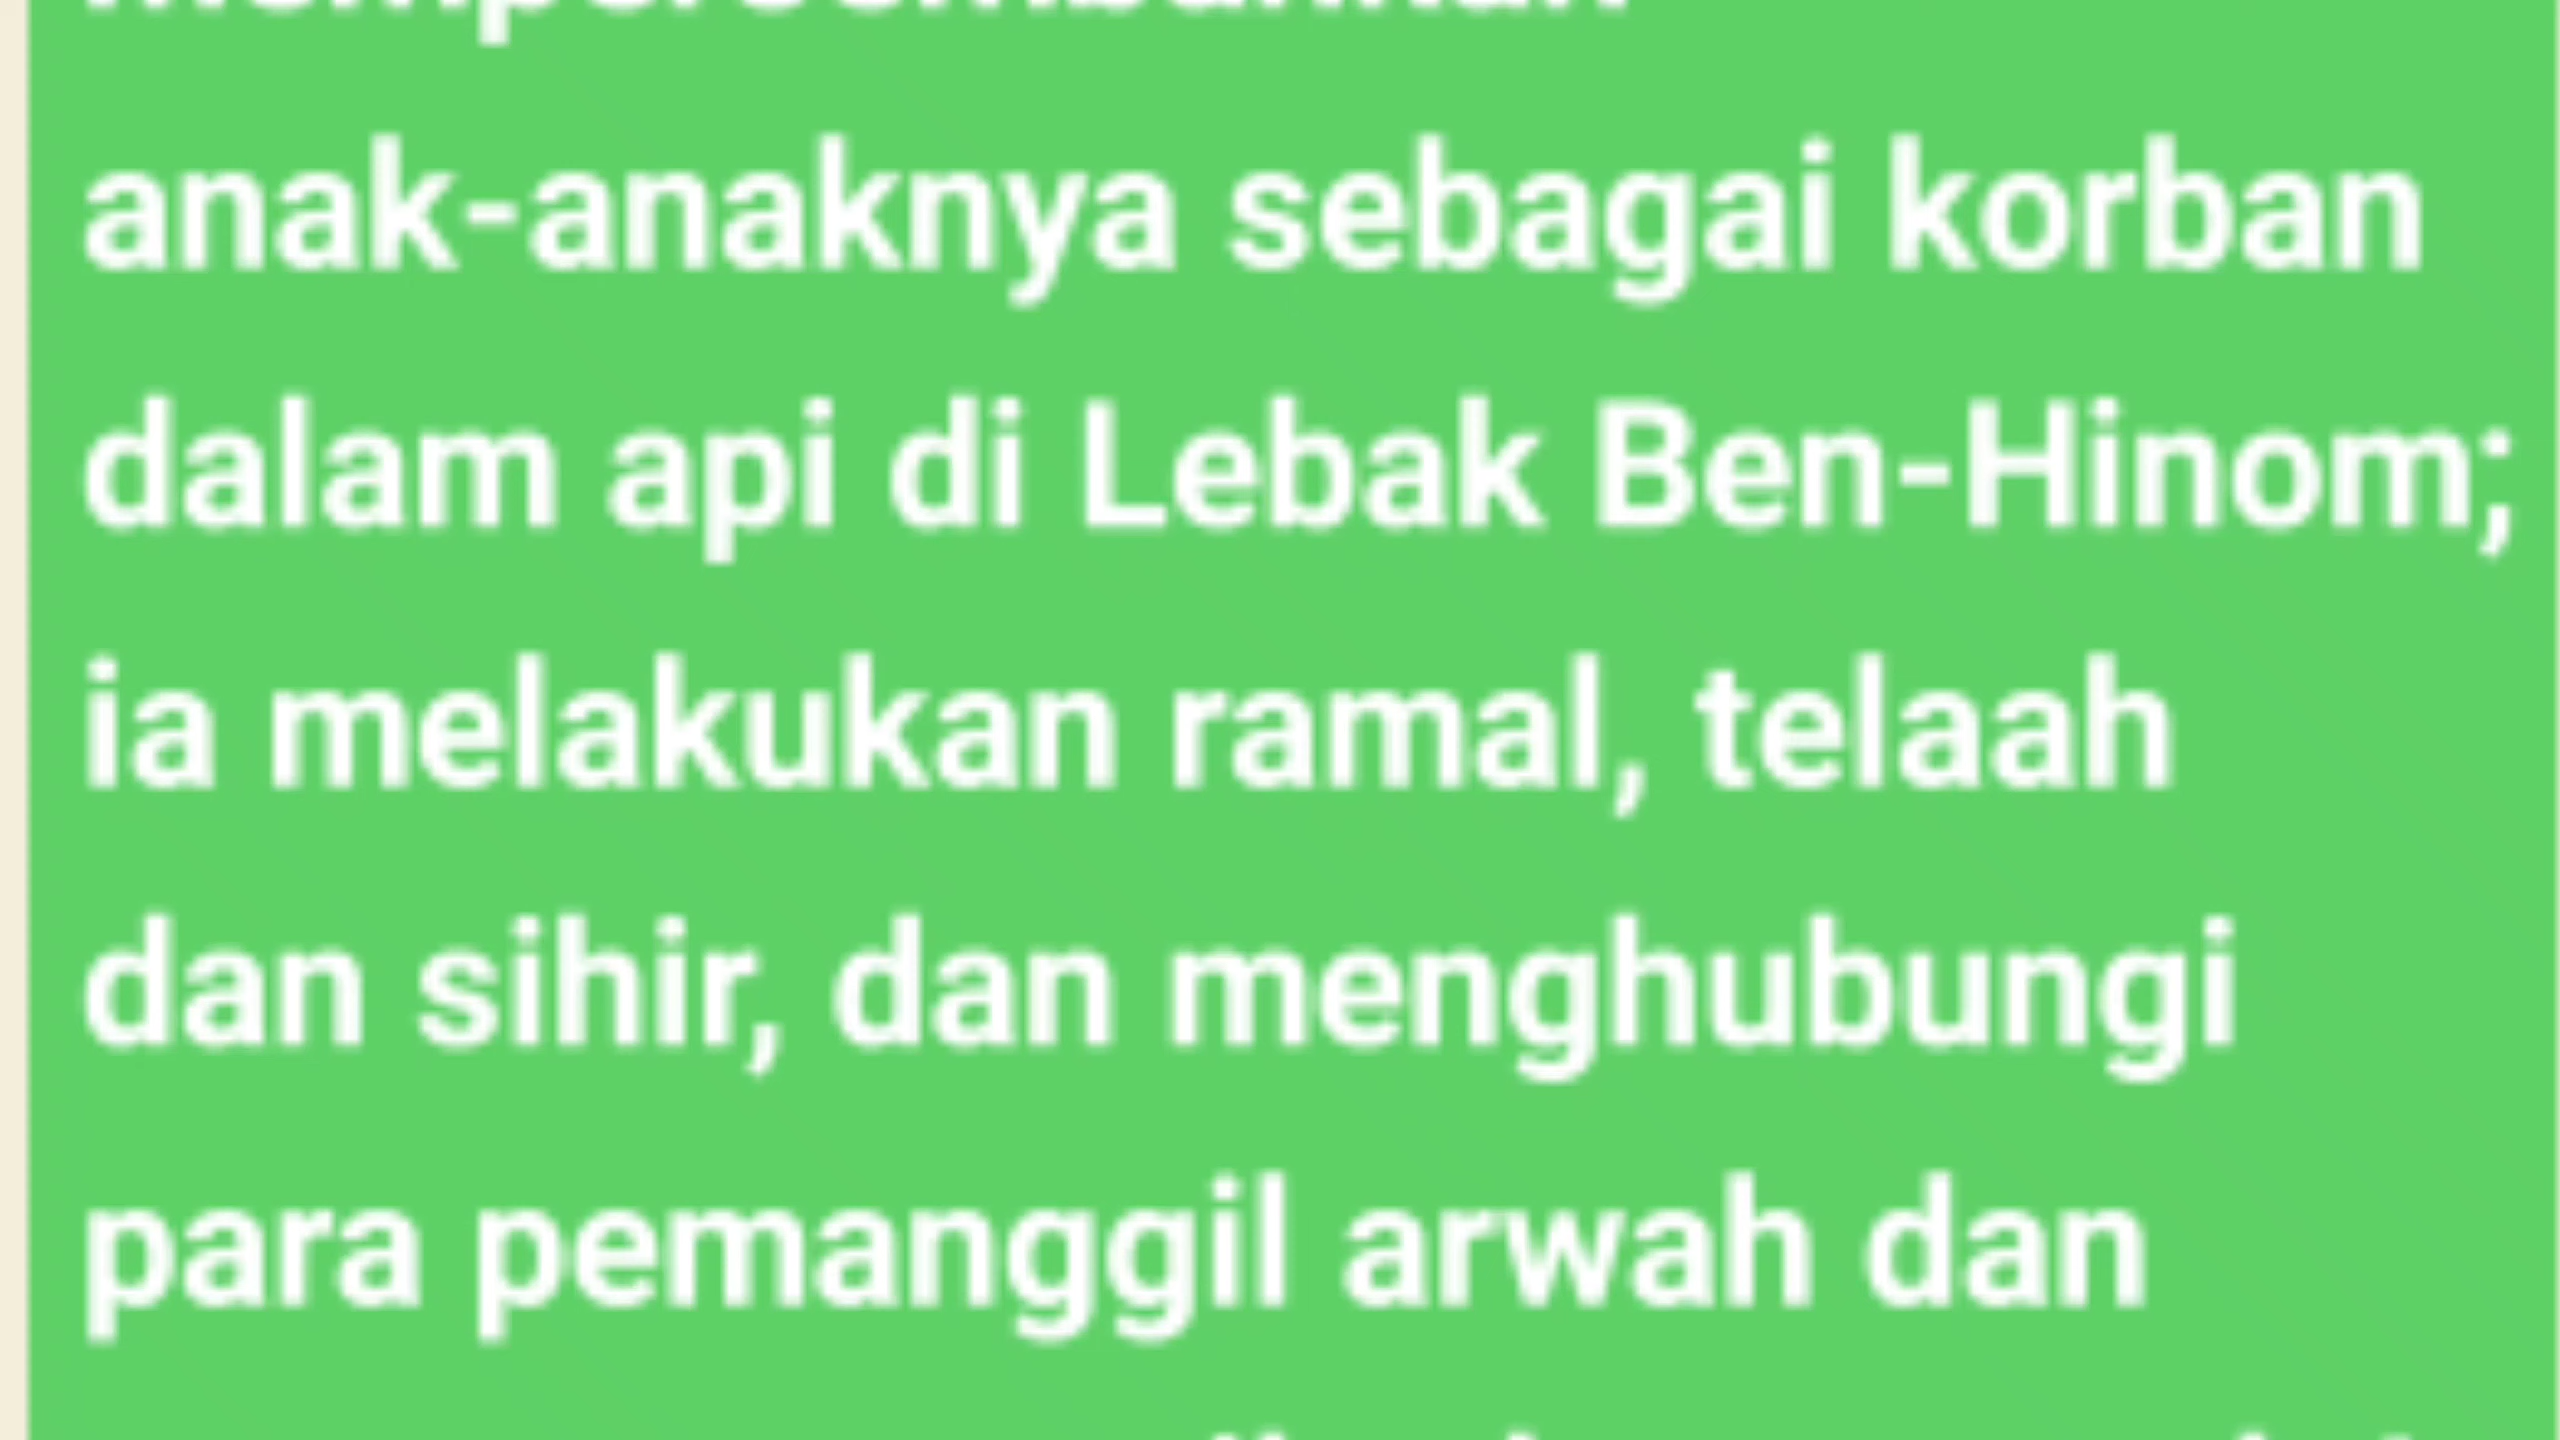 mempersembahkan
anak-anaknya sebagai korban
dalam api di Lebak Ben-Hinom;
ia melakukan ramal, telaah
dan sihir, dan menghubungi
para pemanggil arwah dan